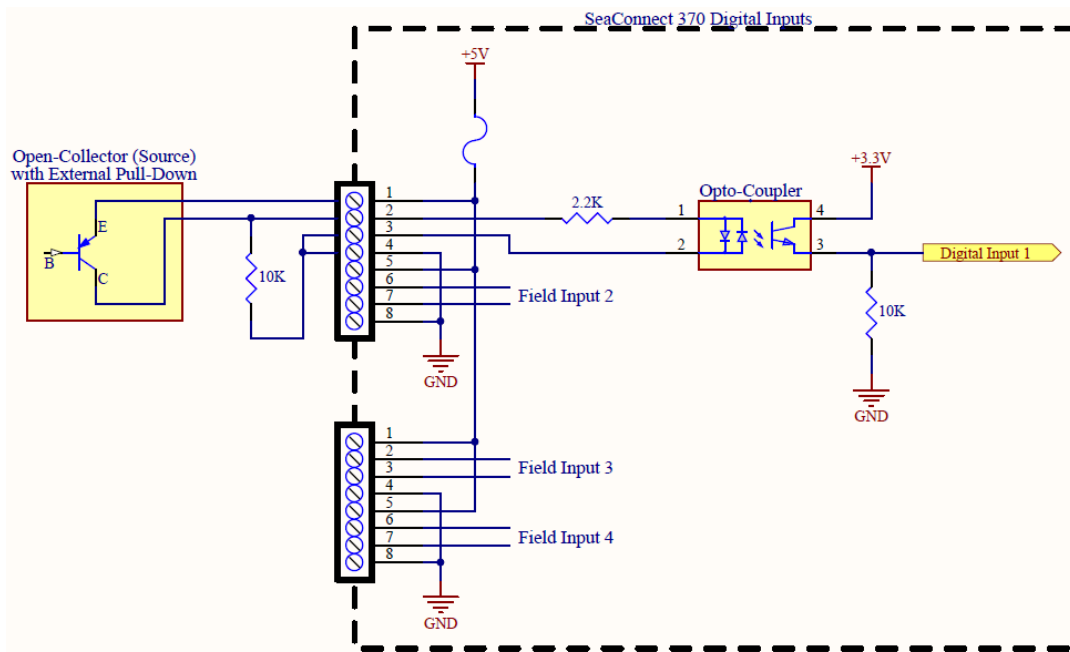 SeaConnect 370 Digital Inputs
+5V
Open-Collector (Source)
with External Pull-Down
E
B
C
10K
1
2
3
4
5
6
7
8
2.2K
Opto-Coupler
+3.3V
1
4
2
3
Digital Input 1
10K
GND
Field Input 2
GND
1
2
3
4
5
6
7
8
Field Input 3
Field Input 4
GND